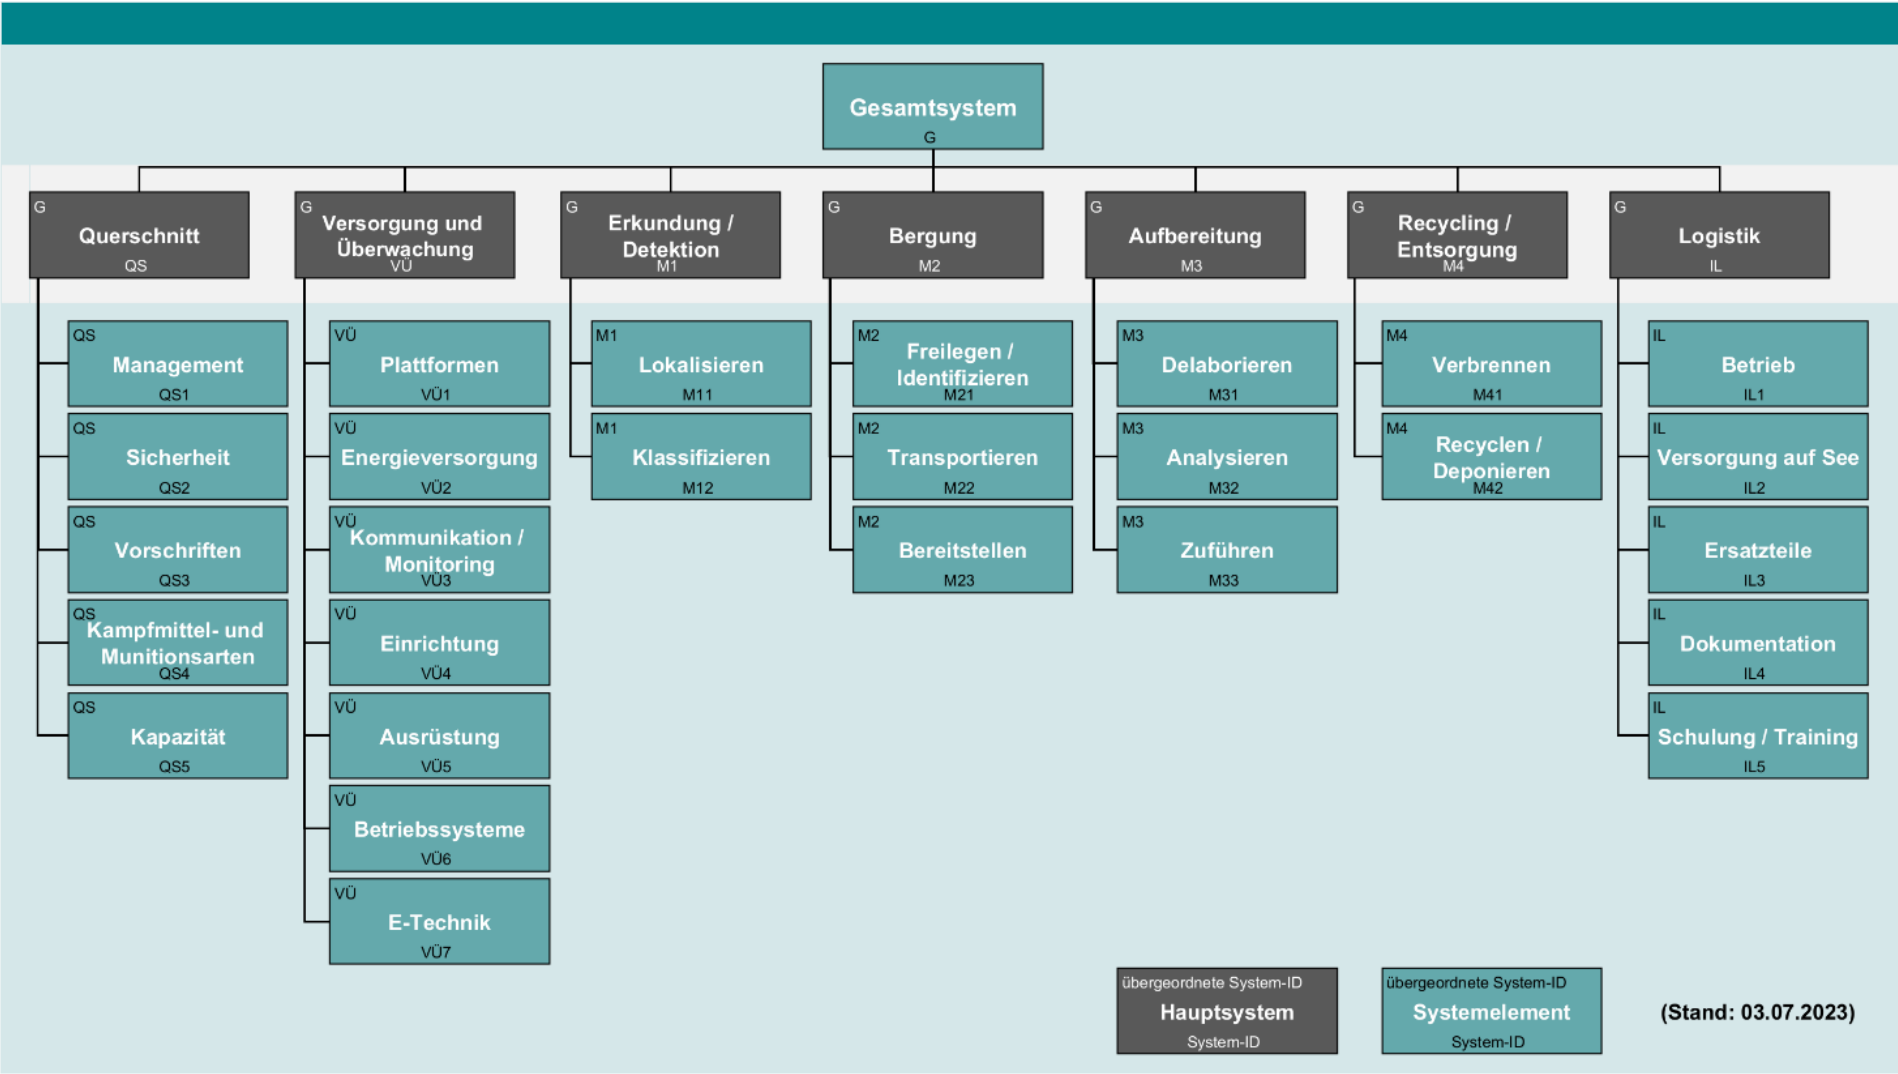 Gesamtsystem
G
G
Querschnitt
QS
G
Versorgung und
Überwachung
VÜ
G
Erkundung /
Detektion
M1
G
Bergung
M2
G
Aufbereitung
M3
G
Recycling /
Entsorgung
M4
G
Logistik
IL
QS
Management
QS1
QS
Sicherheit
QS2
QS
Vorschriften
QS3
QS
Kampfmittel- und
Munitionsarten
QS4
QS
Kapazität
QS5
VÜ
Plattformen
VÜ1
VÜ
Energieversorgung
VÜ2
VÜ
Kommunikation /
Monitoring
VÜ3
VÜ
Einrichtung
VÜ4
VÜ
Ausrüstung
VÜ5
VÜ
Betriebssysteme
VÜ6
VÜ
E-Technik
VÜ7
M1
Lokalisieren
M11
M1
Klassifizieren
M12
M2
Freilegen /
Identifizieren
M21
M2
Transportieren
M22
M2
Bereitstellen
M23
M3
Delaborieren
M31
M3
Analysieren
M32
M3
Zuführen
M33
M4
Verbrennen
M41
M4
Recyclen /
Deponieren
M42
IL
Betrieb
IL1
IL
Versorgung auf See
IL2
IL
Ersatzteile
IL3
IL
Dokumentation
IL4
IL
Schulung / Training
IL5
übergeordnete System-ID
Hauptsystem
System-ID
übergeordnete System-ID
Systemelement
System-ID
(Stand: 03.07.2023)